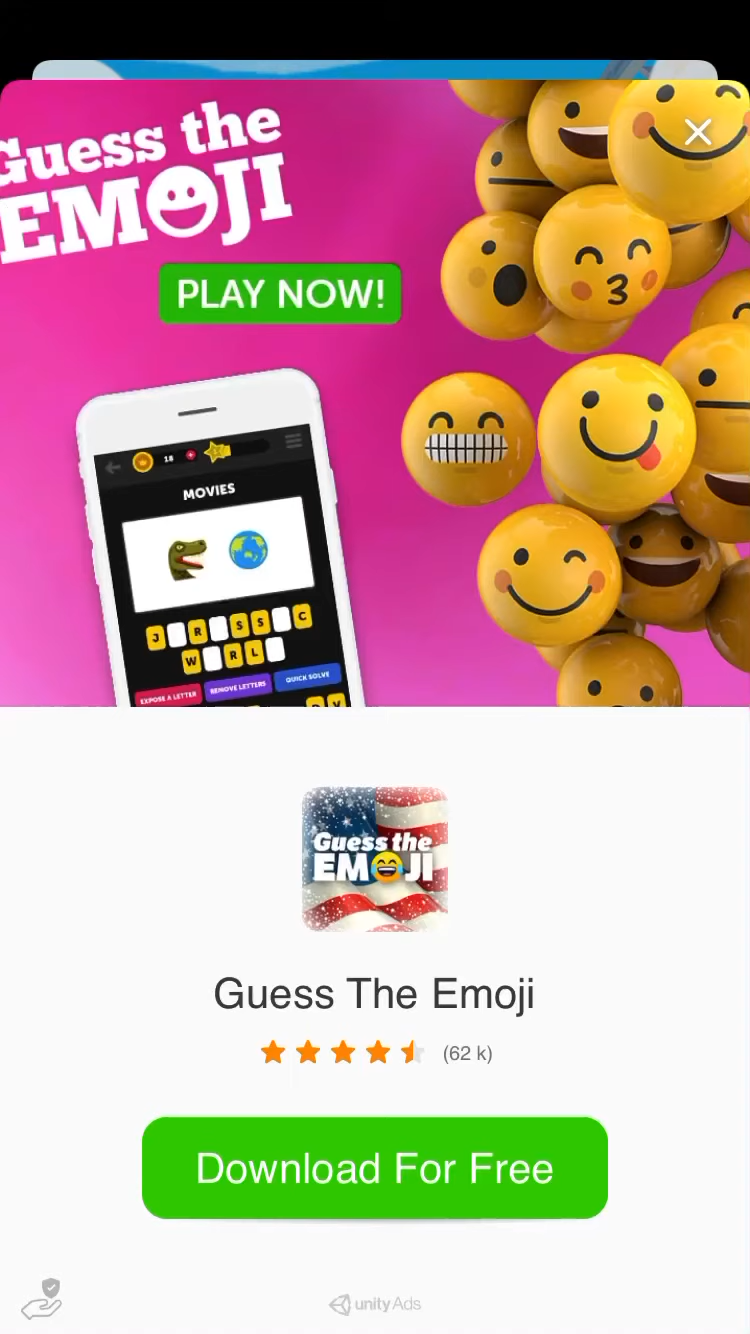 Guess the
EMOJI
PLAY NOW!
18
MOVIES
J R S S C
W R L
EXPOSE A LETTER REMOVE LETTERS QUICK SOLVE
Guess the
EMOJI
Guess The Emoji
(62 k)
Download For Free
unity Ads